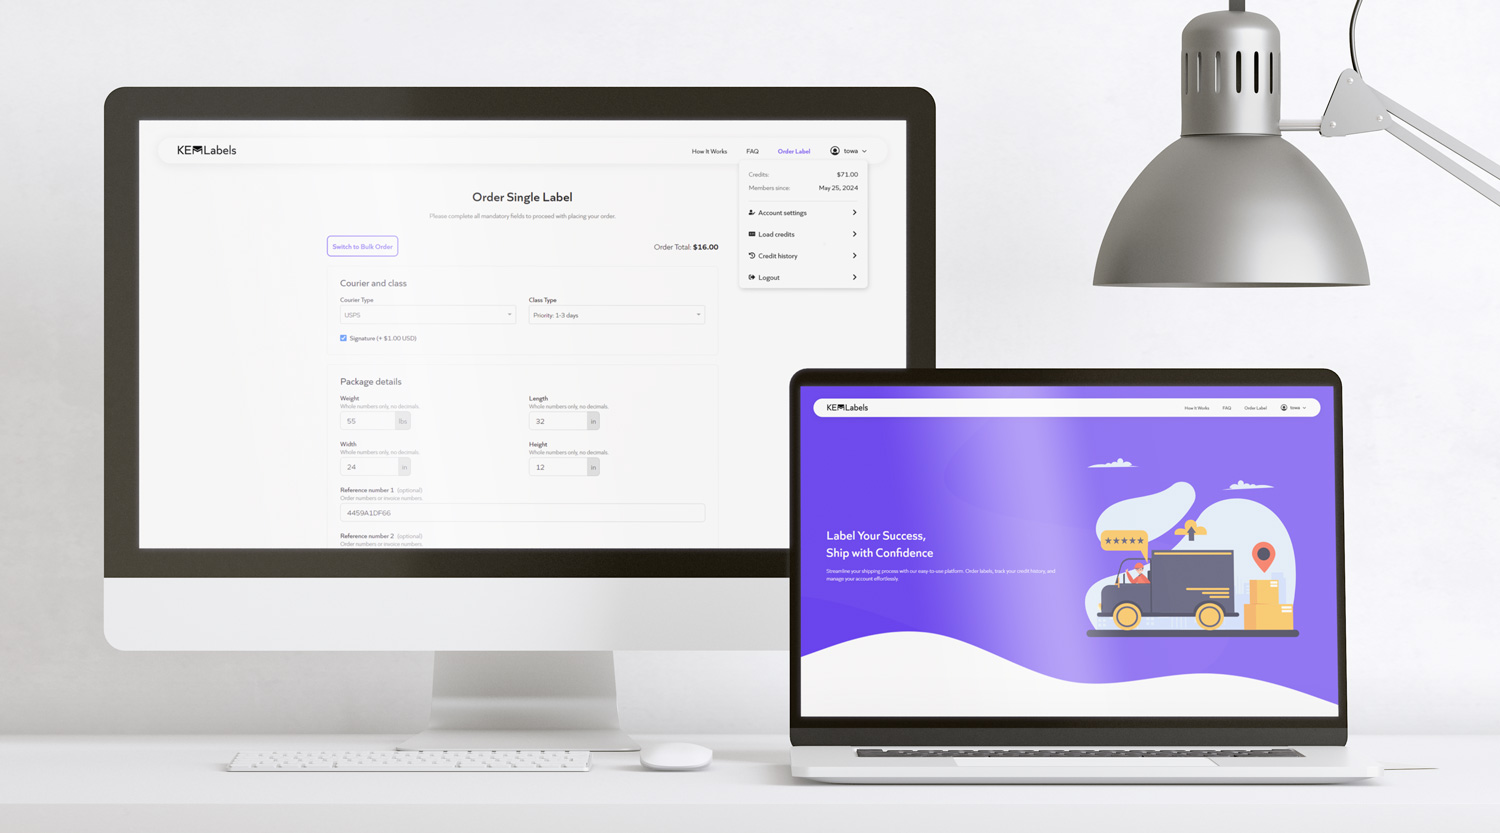 KEMLabels
How It Works
FAQ
Order Label
towa
Credits: $71.00
Members since: May 25, 2024
Account settings
Load credits
Credit history
Logout
Order Single Label
Please complete all mandatory fields to proceed with placing your order.
Switch to Bulk Order
Order Total: $16.00
Courier and class
Courier Type
USPS
Class Type
Priority: 1-3 days
Signature (+ $1.00 USD)
Package details
Weight
Whole numbers only, no decimals.
55 lbs
Length
Whole numbers only, no decimals.
32 in
Width
Whole numbers only, no decimals.
24 in
Height
Whole numbers only, no decimals.
12 in
Reference number 1 (optional)
Order numbers or invoice numbers.
4459A1DF66
Reference number 2 (optional)
Order numbers or invoice numbers.
KEMLabels
How It Works
FAQ
Order Label
towa
Label Your Success,
Ship with Confidence
Streamline your shipping process with our easy-to-use platform. Order labels, track your credit history, and
manage your account effortlessly.